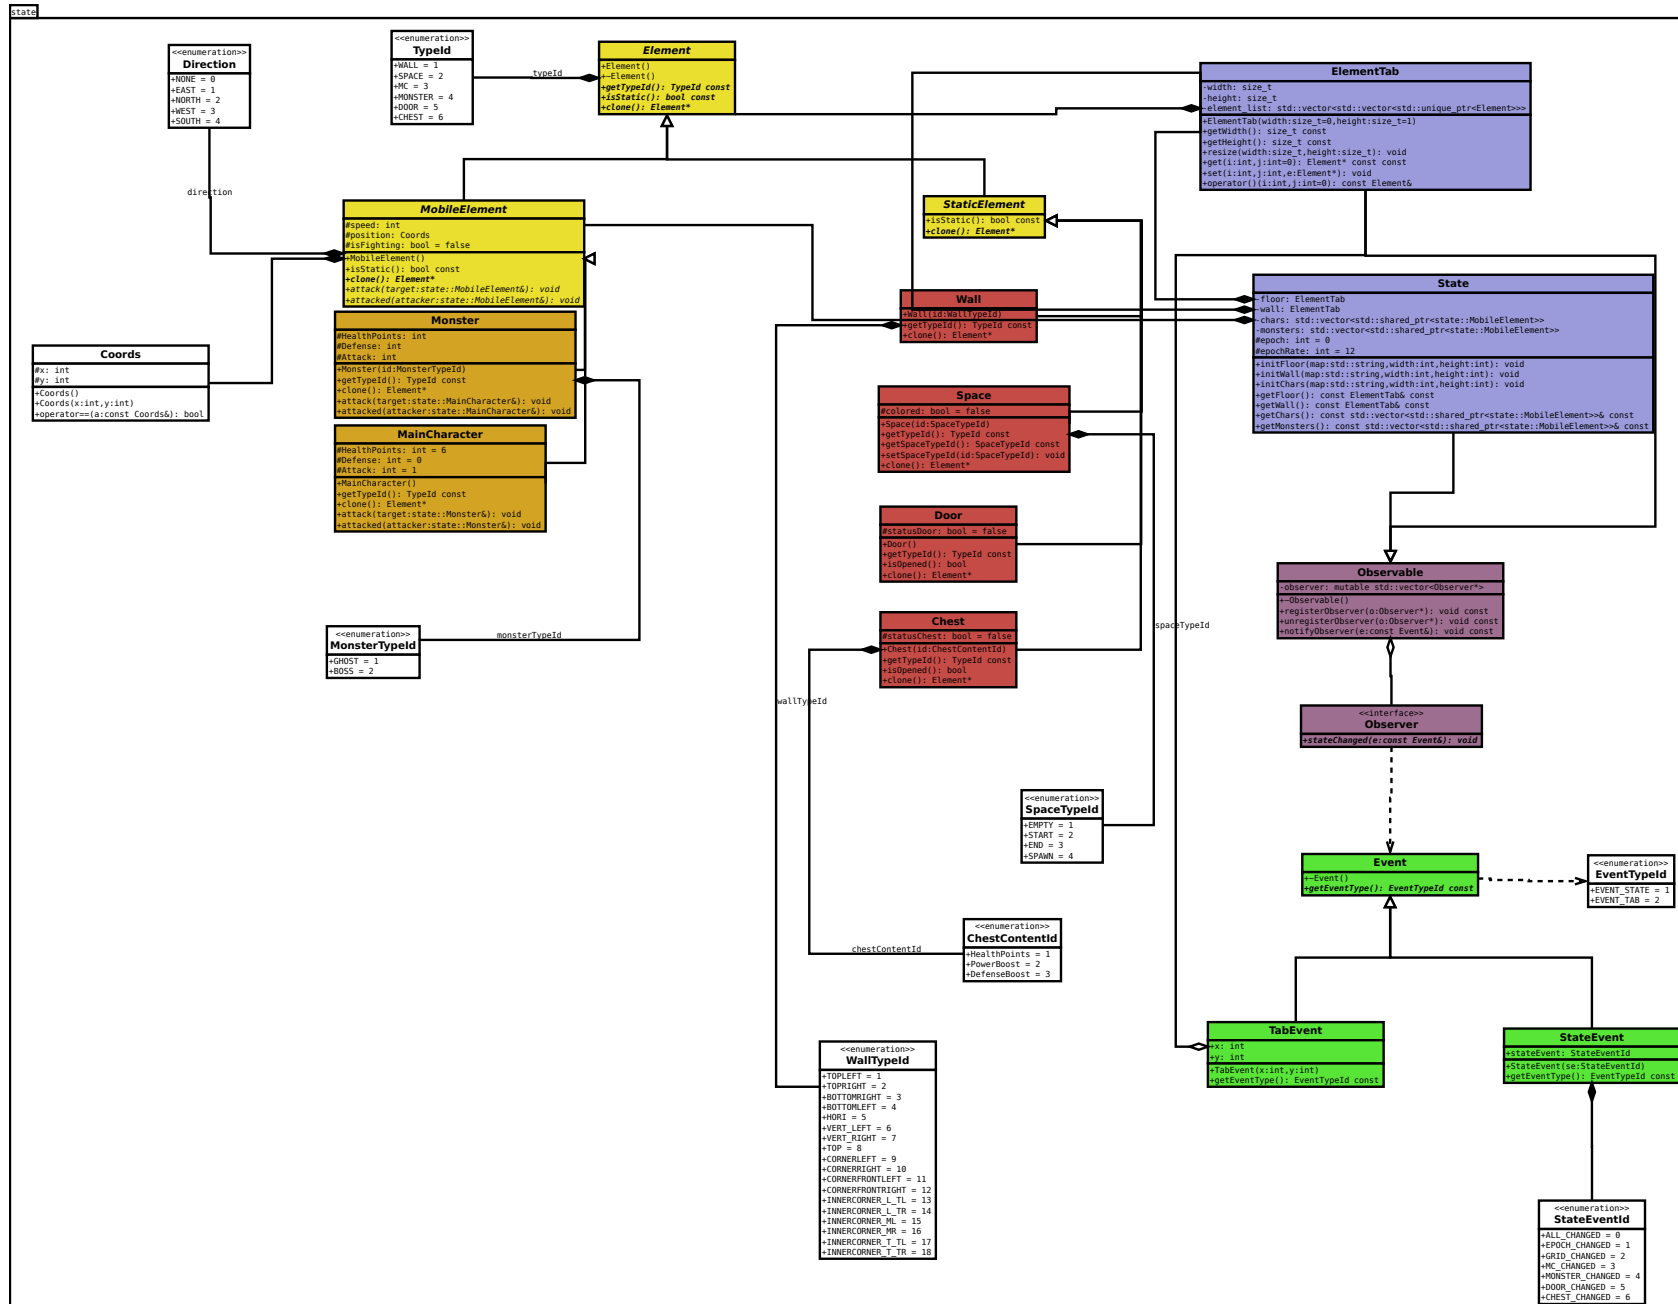 state
<<enumeration>>
Direction
+NONE = 0
+EAST = 1
+NORTH = 2
+WEST = 3
+SOUTH = 4
<<enumeration>>
TypeId
+WALL = 1
+SPACE = 2
+MC = 3
+MONSTER = 4
+DOOR = 5
+CHEST = 6
typeId
Element
+Element()
+~Element()
+getTypeId(): TypeId const
+isStatic(): bool const
+clone(): Element*
ElementTab
-width: size_t
-height: size_t
-element_list: std::vector<std::vector<std::unique_ptr<Element>>>
+ElementTab(width:size_t=0,height:size_t=1)
+getWidth(): size_t const
+getHeight(): size_t const
+resize(width:size_t,height:size_t): void
+get(i:int,j:int=0): Element* const const
+set(i:int,j:int,e:Element*): void
+operator()(i:int,j:int=0): const Element&
direction
MobileElement
#speed: int
#position: Coords
#isFighting: bool = false
+MobileElement()
+isStatic(): bool const
+clone(): Element*
+attack(target:state::MobileElement&): void
+attacked(attacker:state::MobileElement&): void
StaticElement
+isStatic(): bool const
+clone(): Element*
Monster
#HealthPoints: int
#Defense: int
#Attack: int
+Monster(id:MonsterTypeId)
+getTypeId(): TypeId const
+clone(): Element*
+attack(target:state::MainCharacter&): void
+attacked(attacker:state::MainCharacter&): void
Coords
#x: int
#y: int
+Coords()
+Coords(x:int,y:int)
+operator==(a:const Coords&): bool
MainCharacter
#HealthPoints: int = 6
#Defense: int = 0
#Attack: int = 1
+MainCharacter()
+getTypeId(): TypeId const
+clone(): Element*
+attack(target:state::Monster&): void
+attacked(attacker:state::Monster&): void
Wall
+Wall(id:WallTypeId)
+getTypeId(): TypeId const
+clone(): Element*
State
-floor: ElementTab
-wall: ElementTab
-chars: std::vector<std::shared_ptr<state::MobileElement>>
-monsters: std::vector<std::shared_ptr<state::MobileElement>>
#epoch: int = 0
#epochRate: int = 12
+initFloor(map:std::string,width:int,height:int): void
+initWall(map:std::string,width:int,height:int): void
+initChars(map:std::string,width:int,height:int): void
+getFloor(): const ElementTab& const
+getWall(): const ElementTab& const
+getChars(): const std::vector<std::shared_ptr<state::MobileElement>>& const
+getMonsters(): const std::vector<std::shared_ptr<state::MobileElement>>& const
Space
#colored: bool = false
+Space(id:SpaceTypeId)
+getTypeId(): TypeId const
+getSpaceTypeId(): SpaceTypeId const
+setSpaceTypeId(id:SpaceTypeId): void
+clone(): Element*
Door
#statusDoor: bool = false
+Door()
+getTypeId(): TypeId const
+isOpened(): bool
+clone(): Element*
Observable
-observer: mutable std::vector<Observer*>
+~Observable()
+registerObserver(o:Observer*): void const
+unregisterObserver(o:Observer*): void const
+notifyObserver(e:const Event&): void const
Chest
#statusChest: bool = false
+Chest(id:ChestContentId)
+getTypeId(): TypeId const
+isOpened(): bool
+clone(): Element*
spaceTypeId
<<enumeration>>
MonsterTypeId
+GHOST = 1
+BOSS = 2
monsterTypeId
wallTypeId
<<interface>>
Observer
+stateChanged(e:const Event&): void
<<enumeration>>
SpaceTypeId
+EMPTY = 1
+START = 2
+END = 3
+SPAWN = 4
Event
+~Event()
+getEventType(): EventTypeId const
<<enumeration>>
EventTypeId
+EVENT_STATE = 1
+EVENT_TAB = 2
chestContentId
<<enumeration>>
ChestContentId
+HealthPoints = 1
+PowerBoost = 2
+DefenseBoost = 3
TabEvent
+x: int
+y: int
+TabEvent(x:int,y:int)
+getEventType(): EventTypeId const
StateEvent
+stateEvent: StateEventId
+StateEvent(se:StateEventId)
+getEventType(): EventTypeId const
<<enumeration>>
WallTypeId
+TOPLEFT = 1
+TOPRIGHT = 2
+BOTTOMRIGHT = 3
+BOTTOMLEFT = 4
+HORI = 5
+VERT_LEFT = 6
+VERT_RIGHT = 7
+TOP = 8
+CORNERLEFT = 9
+CORNERRIGHT = 10
+CORNERFRONTLEFT = 11
+CORNERFRONTRIGHT = 12
+INNERCORNER_L_TL = 13
+INNERCORNER_L_TR = 14
+INNERCORNER_ML = 15
+INNERCORNER_MR = 16
+INNERCORNER_T_TL = 17
+INNERCORNER_T_TR = 18
<<enumeration>>
StateEventId
+ALL_CHANGED = 0
+EPOCH_CHANGED = 1
+GRID_CHANGED = 2
+MC_CHANGED = 3
+MONSTER_CHANGED = 4
+DOOR_CHANGED = 5
+CHEST_CHANGED = 6